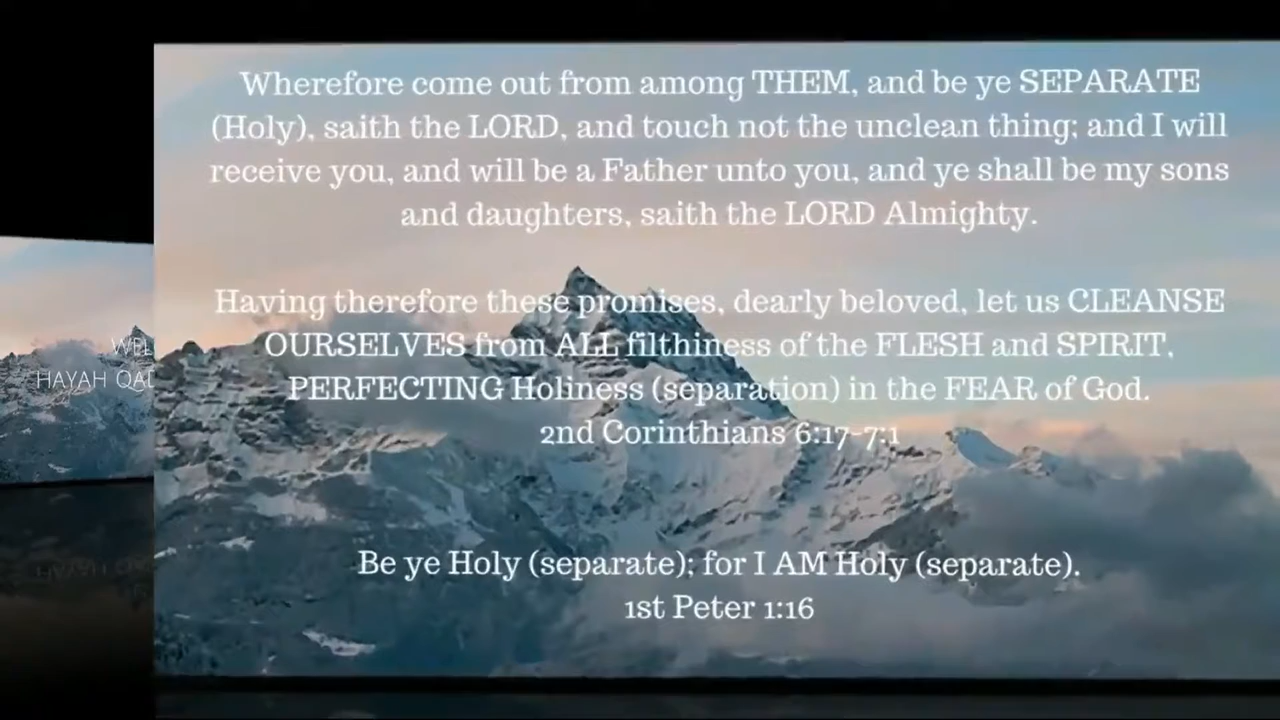 Wherefore come out from among THEM, and be ye SEPARATE
(Holy), saith the LORD, and touch not the unclean thing; and I will
receive you, and will be a Father unto you, and ye shall be my sons
and daughters, saith the LORD Almighty.
Having therefore these promises, dearly beloved, let us CLEANSE
OURSELVES from ALL filthiness of the FLESH and SPIRIT,
PERFECTING Holiness (separation) in the FEAR of God.
2nd Corinthians 6:17-7:1
Be ye Holy (separate); for I AM Holy (separate).
1st Peter 1:16
HAYAH